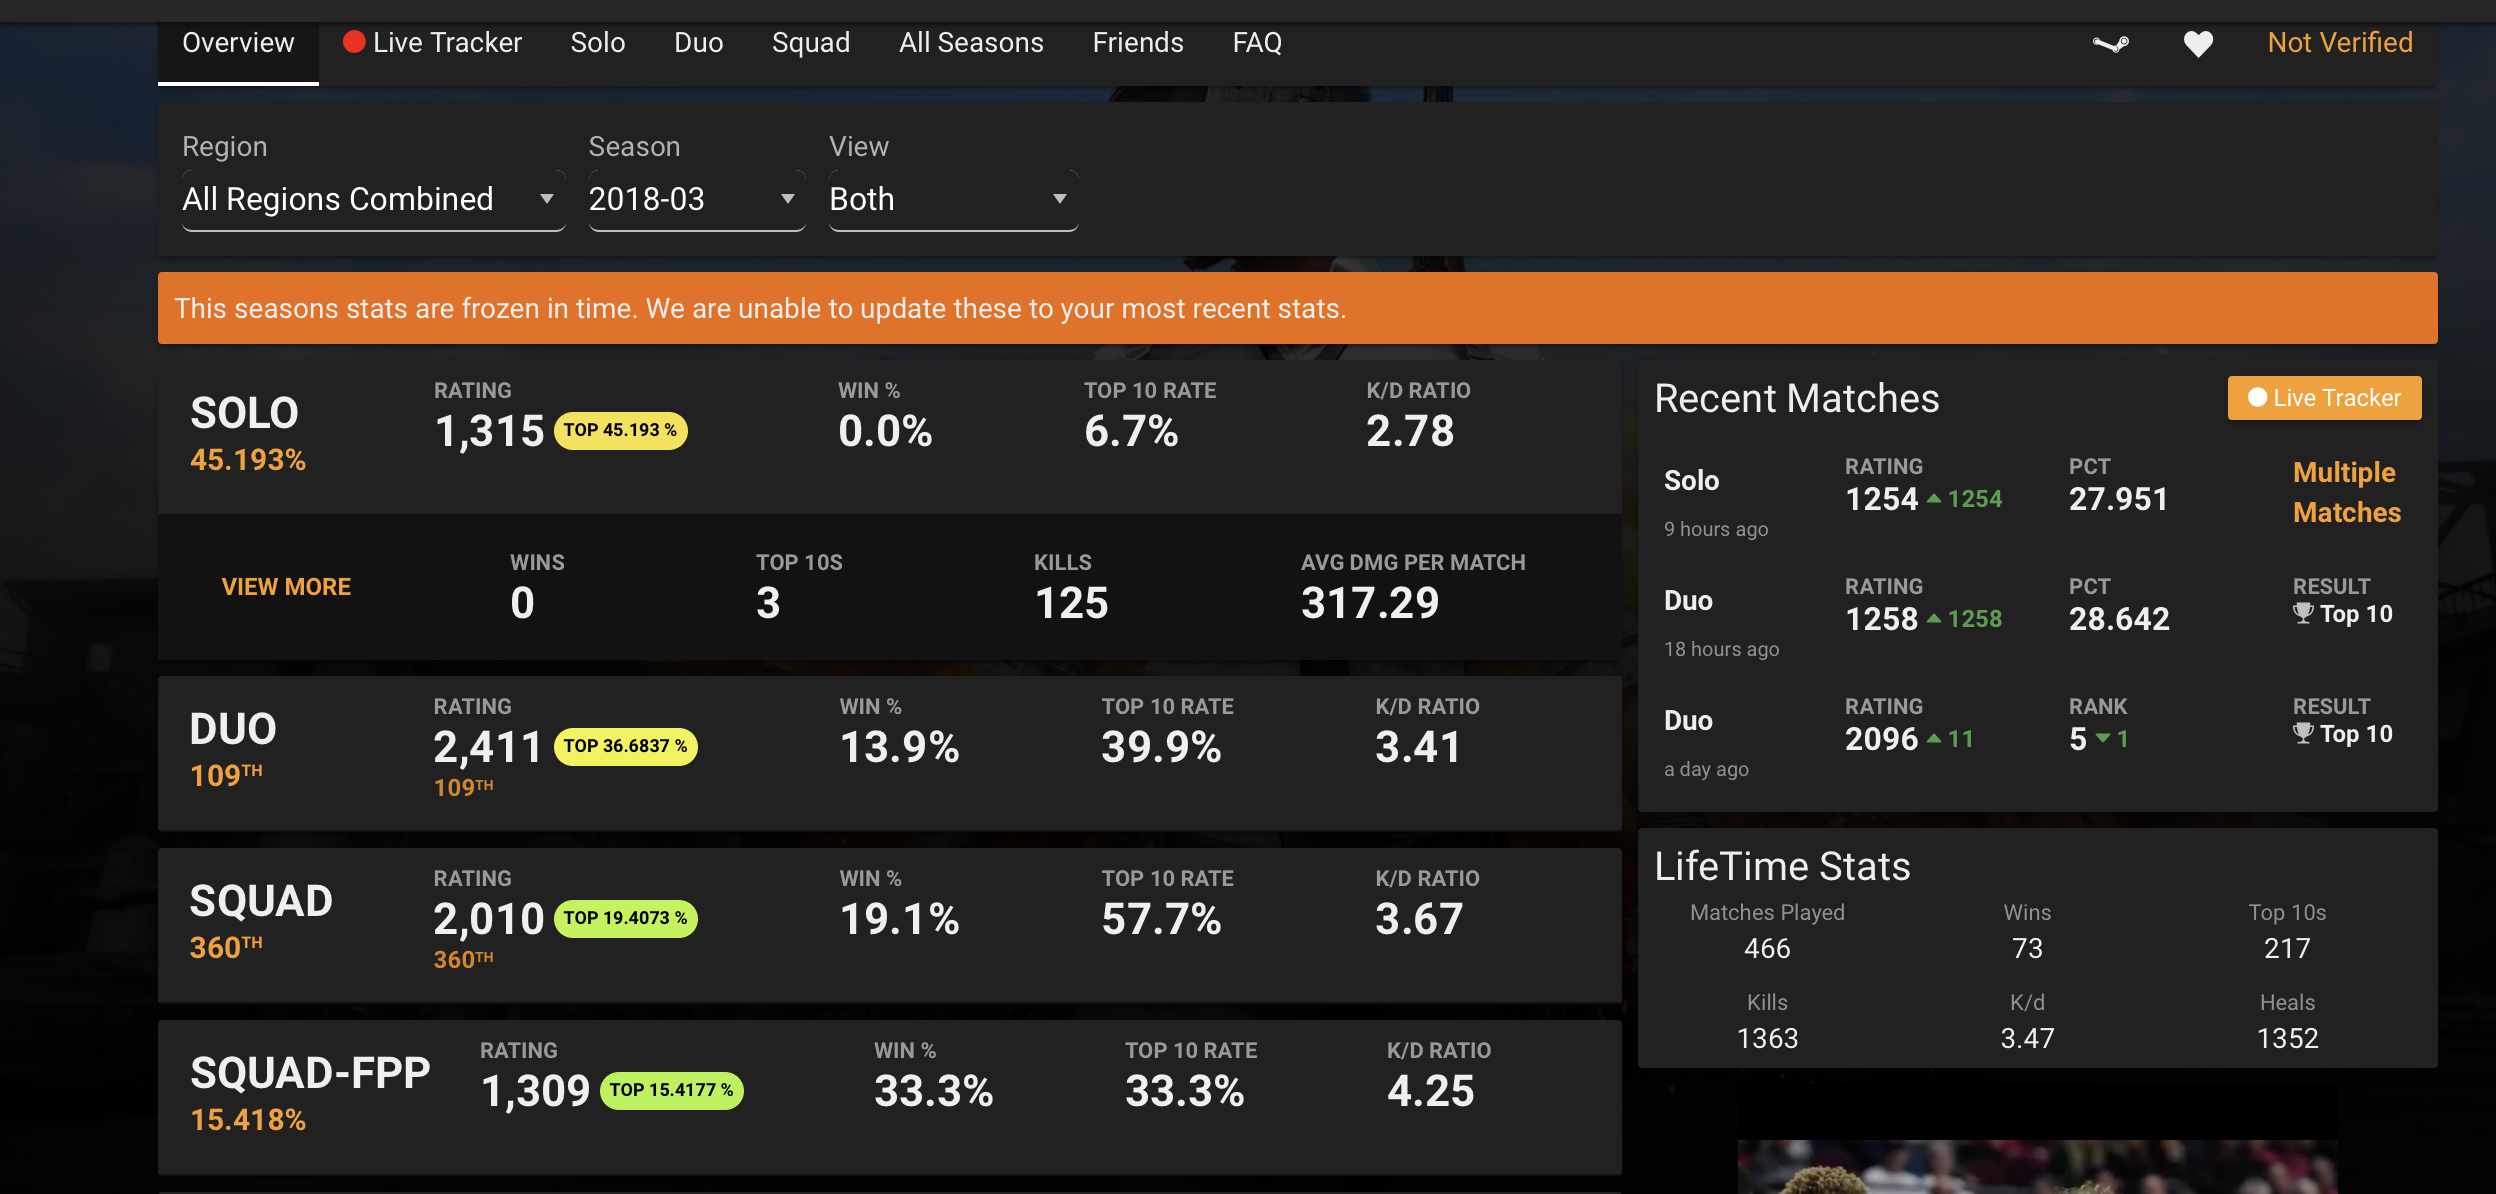 Overview
Live Tracker
Solo
Duo
Squad
All Seasons
Friends
FAQ
Not Verified
Region
All Regions Combined
Season
2018-03
View
Both
This seasons stats are frozen in time. We are unable to update these to your most recent stats.
SOLO
45.193%
RATING
1,315 TOP 45.193 %
WIN %
0.0%
TOP 10 RATE
6.7%
K/D RATIO
2.78
VIEW MORE
WINS
0
TOP 10S
3
KILLS
125
AVG DMG PER MATCH
317.29
DUO
109TH
RATING
2,411 TOP 36.6837 %
109TH
WIN %
13.9%
TOP 10 RATE
39.9%
K/D RATIO
3.41
SQUAD
360TH
RATING
2,010 TOP 19.4073 %
360TH
WIN %
19.1%
TOP 10 RATE
57.7%
K/D RATIO
3.67
SQUAD-FPP
15.418%
RATING
1,309 TOP 15.4177 %
WIN %
33.3%
TOP 10 RATE
33.3%
K/D RATIO
4.25
Recent Matches
Live Tracker
Solo
9 hours ago
RATING
1254 1254
PCT
27.951
Multiple
Matches
Duo
18 hours ago
RATING
1258 1258
PCT
28.642
RESULT
Top 10
Duo
a day ago
RATING
2096 11
RANK
5 1
RESULT
Top 10
LifeTime Stats
Matches Played
466
Wins
73
Top 10s
217
Kills
1363
K/d
3.47
Heals
1352